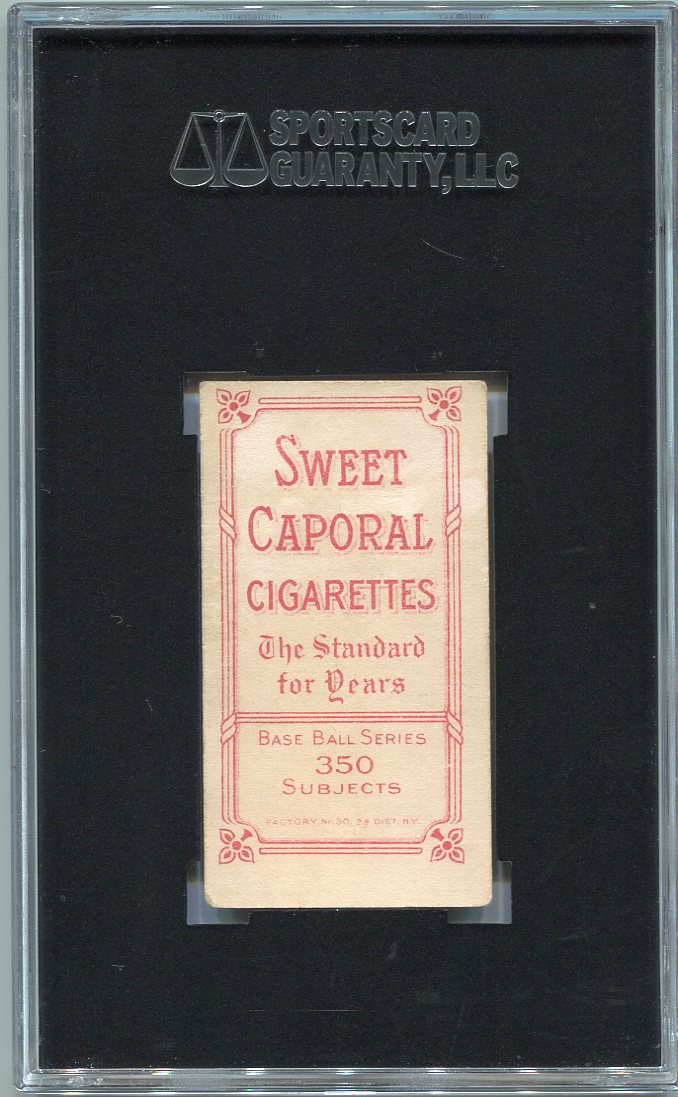 SPORTSCARD
GUARANTY, LLC
SWEET
CAPORAL
CIGARETTES
The Standard
for Years
BASE BALL SERIES
350
SUBJECTS
FACTORY No 30, 2d DIST. N.Y.